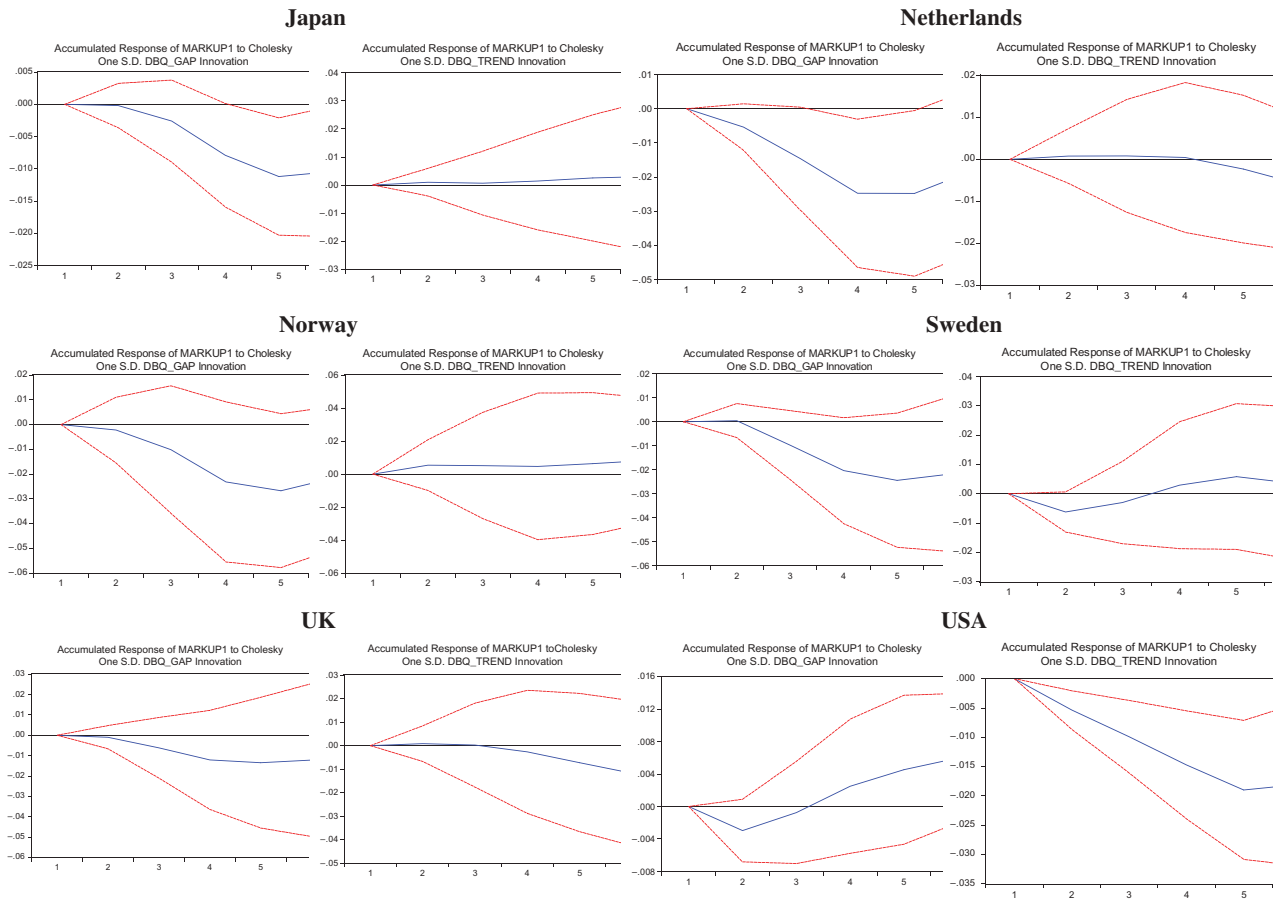 Japan
Netherlands
Accumulated Response of MARKUP1 to Cholesky
One S.D. DBQ_GAP Innovation
.005
.000
–.005
–.010
–.015
–.020
–.025
1 2 3 4 5
Accumulated Response of MARKUP1 to Cholesky
One S.D. DBQ_TREND Innovation
.04
.03
.02
.01
.00
–.01
–.02
–.03
1 2 3 4 5
Accumulated Response of MARKUP1 to Cholesky
One S.D. DBQ_GAP Innovation
.01
.00
–.01
–.02
–.03
–.04
–.05
1 2 3 4 5
Accumulated Response of MARKUP1 to Cholesky
One S.D. DBQ_TREND Innovation
.02
.01
.00
–.01
–.02
–.03
1 2 3 4 5
Norway
Sweden
Accumulated Response of MARKUP1 to Cholesky
One S.D. DBQ_GAP Innovation
.02
.01
.00
–.01
–.02
–.03
–.04
–.05
–.06
1 2 3 4 5
Accumulated Response of MARKUP1 to Cholesky
One S.D. DBQ_TREND Innovation
.06
.04
.02
.00
–.02
–.04
–.06
1 2 3 4 5
Accumulated Response of MARKUP1 to Cholesky
One S.D. DBQ_GAP Innovation
.02
.01
.00
–.01
–.02
–.03
–.04
–.05
–.06
1 2 3 4 5
Accumulated Response of MARKUP1 to Cholesky
One S.D. DBQ_TREND Innovation
.04
.03
.02
.01
.00
–.01
–.02
–.03
1 2 3 4 5
UK
USA
Accumulated Response of MARKUP1 to Cholesky
One S.D. DBQ_GAP Innovation
.03
.02
.01
.00
–.01
–.02
–.03
–.04
–.05
–.06
1 2 3 4 5
Accumulated Response of MARKUP1 toCholesky
One S.D. DBQ_TREND Innovation
.03
.02
.01
.00
–.01
–.02
–.03
–.04
–.05
1 2 3 4 5
Accumulated Response of MARKUP1 to Cholesky
One S.D. DBQ_GAP Innovation
.016
.012
.008
.004
.000
–.004
–.008
1 2 3 4 5
Accumulated Response of MARKUP1 to Cholesky
One S.D. DBQ_TREND Innovation
.000
–.005
–.010
–.015
–.020
–.025
–.030
–.035
1 2 3 4 5